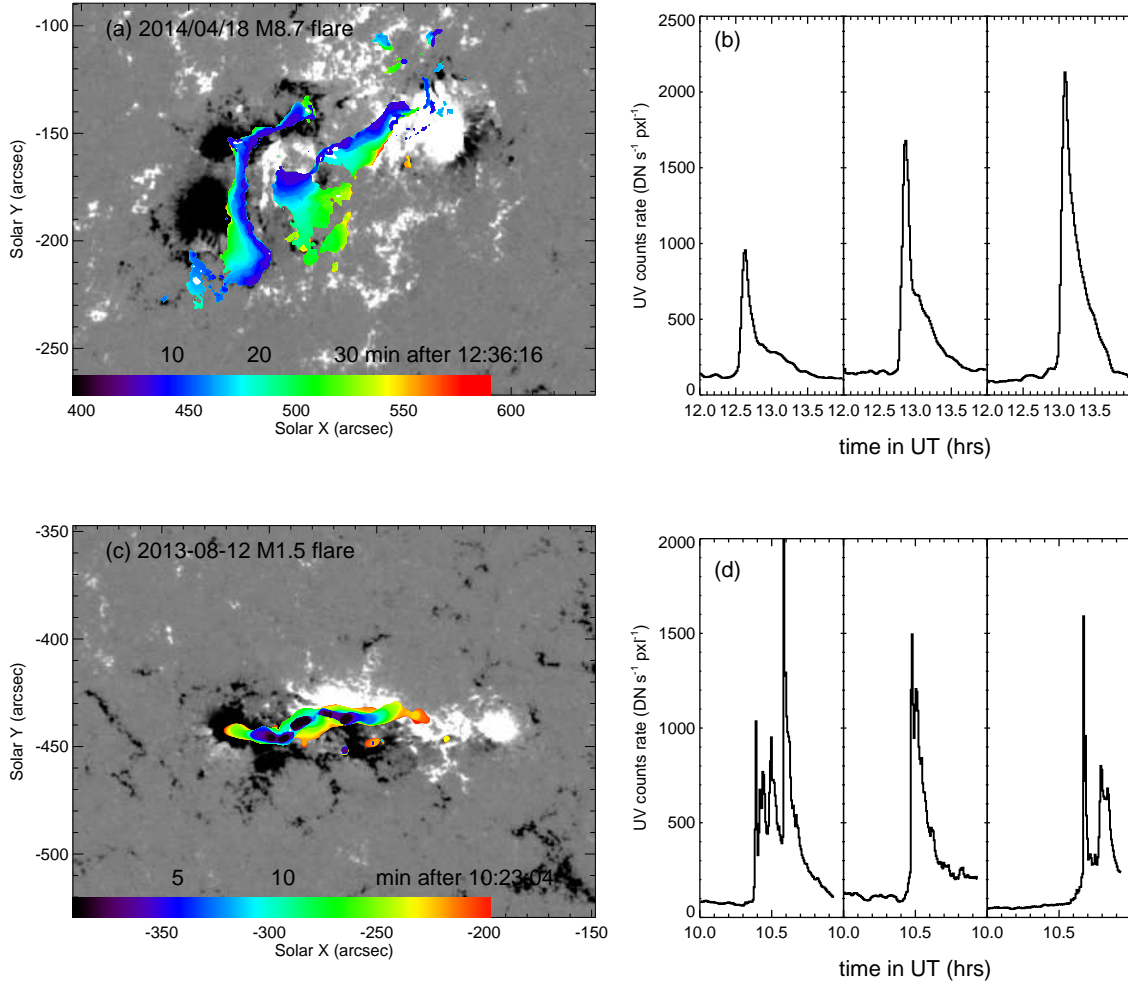 (a) 2014/04/18 M8.7 flare
-100
-150
-200
-250
Solar Y (arcsec)
10 20 30 min after 12:36:16
400 450 500 550 600
Solar X (arcsec)
(b)
2500
2000
1500
1000
500
0
UV counts rate (DN s⁻¹ pxl⁻¹)
12.0 12.5 13.0 13.5 12.0 12.5 13.0 13.5 12.0 12.5 13.0 13.5
time in UT (hrs)
(c) 2013-08-12 M1.5 flare
-350
-400
-450
-500
Solar Y (arcsec)
5 10 min after 10:23:04
-350 -300 -250 -200 -150
Solar X (arcsec)
(d)
2000
1500
1000
500
0
UV counts rate (DN s⁻¹ pxl⁻¹)
10.0 10.5 10.0 10.5 10.0 10.5
time in UT (hrs)